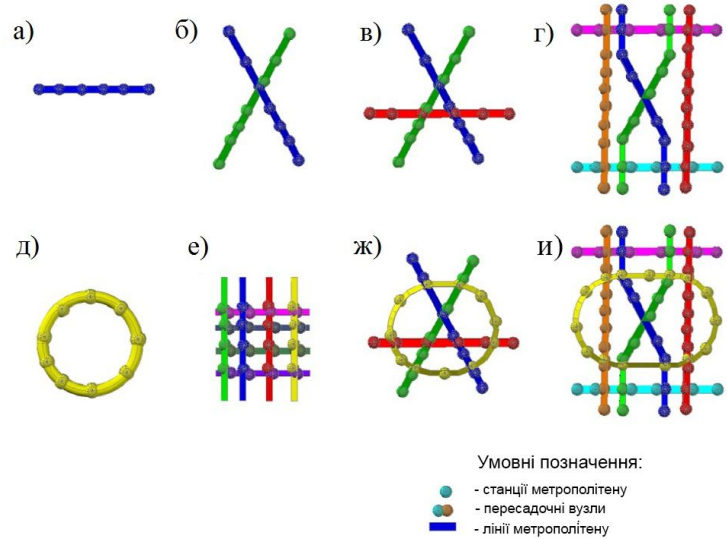 а)
б)
в)
г)
д)
е)
ж)
и)
Умовні позначення:
- станції метрополітену
- пересадочні вузли
- лінії метрополітену